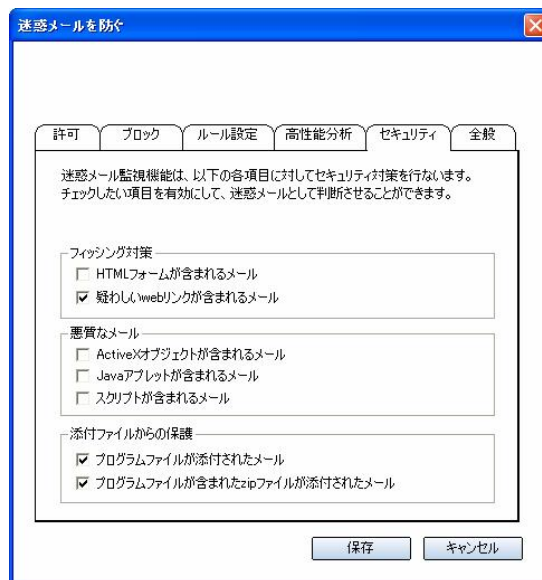 迷惑メールを防ぐ
許可 ブロック ルール設定 高性能分析 セキュリティ 全般
迷惑メール監視機能は、以下の各項目に対してセキュリティ対策を行ないます。
チェックしたい項目を有効にして、迷惑メールとして判断させることができます。
フィッシング対策
HTMLフォームが含まれるメール
疑わしいwebリンクが含まれるメール
悪質なメール
ActiveXオブジェクトが含まれるメール
Javaアプレットが含まれるメール
スクリプトが含まれるメール
添付ファイルからの保護
プログラムファイルが添付されたメール
プログラムファイルが含まれたzipファイルが添付されたメール
保存 キャンセル